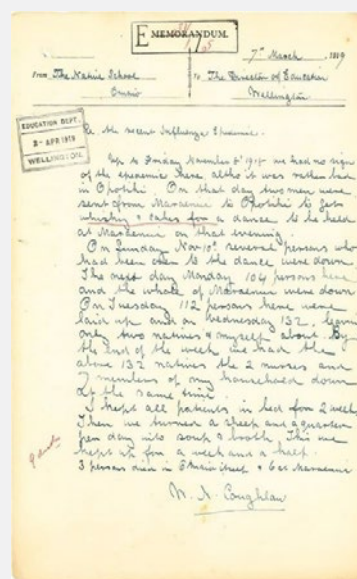 E MEMORANDUM.
7th March, 1919
From The Native School To The Director of Education
Omaio Wellington
EDUCATION DEPT.
2 - APR 1919
WELLINGTON
Re the recent Influenza Epidemic.
Up to Friday November 8th 1918 we had no signs
of the epidemic here altho it was rather bad
in Opotiki. On that day two men were
sent from Maraenui to Opotiki to get
whiskey & cakes for a dance to be held
at Maraenui on that evening.
On Sunday Nov 10th several persons who
had been to the dance were down
The next day Monday 104 persons here
and the whole of Maraenui were down
On Tuesday 112 persons here were
laid up and on Wednesday 132, leaving
only two natives & myself about. By
the end of the week we had the
above 132 natives the 2 nurses and
7 members of my household down
at the same time.
I kept all patients in bed for 2 weeks
Then we turned a sheep and a quarter
per day into soup & broth, This we
kept up for a week and a half.
9 deaths
3 persons died in Omaio & 6 at Maraenui
W. N. Coughlan